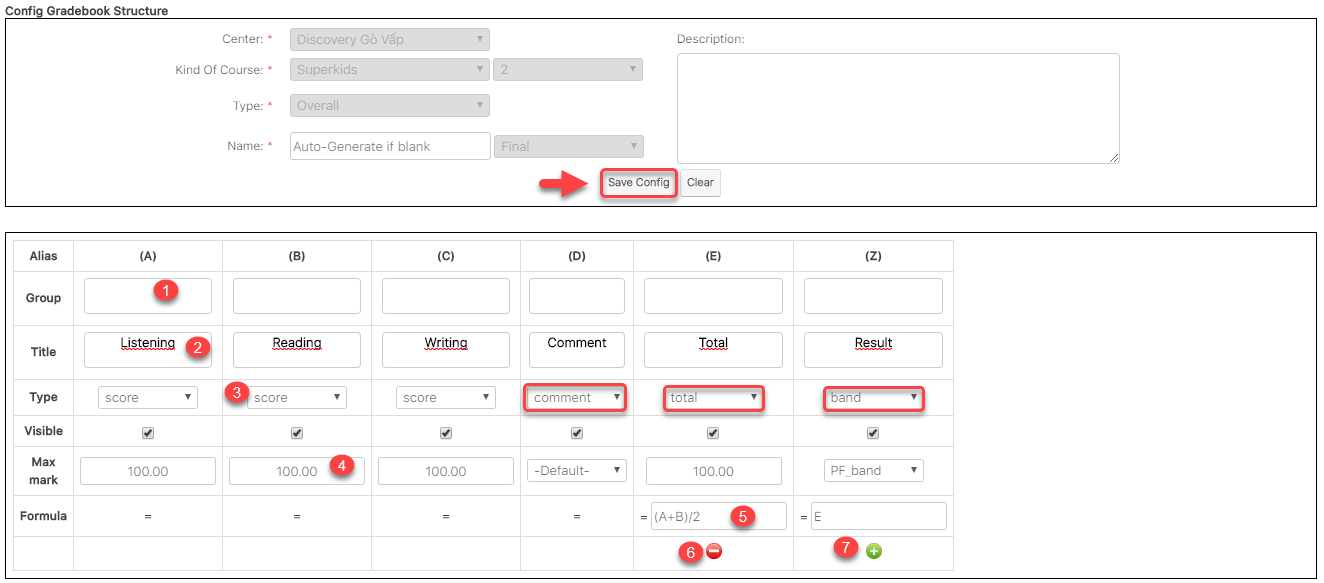 Config Gradebook Structure
Center: * Discovery Gò Vấp Description:
Kind Of Course: * Superkids 2
Type: * Overall
Name: * Auto-Generate if blank Final
Save Config Clear
Alias (A) (B) (C) (D) (E) (Z)
Group 1
Title Listening 2 Reading Writing Comment Total Result
Type score 3 score score comment total band
Visible
Max mark 100.00 100.00 4 100.00 -Default- 100.00 PF_band
Formula = = = = = (A+B)/2 5 = E
6 7